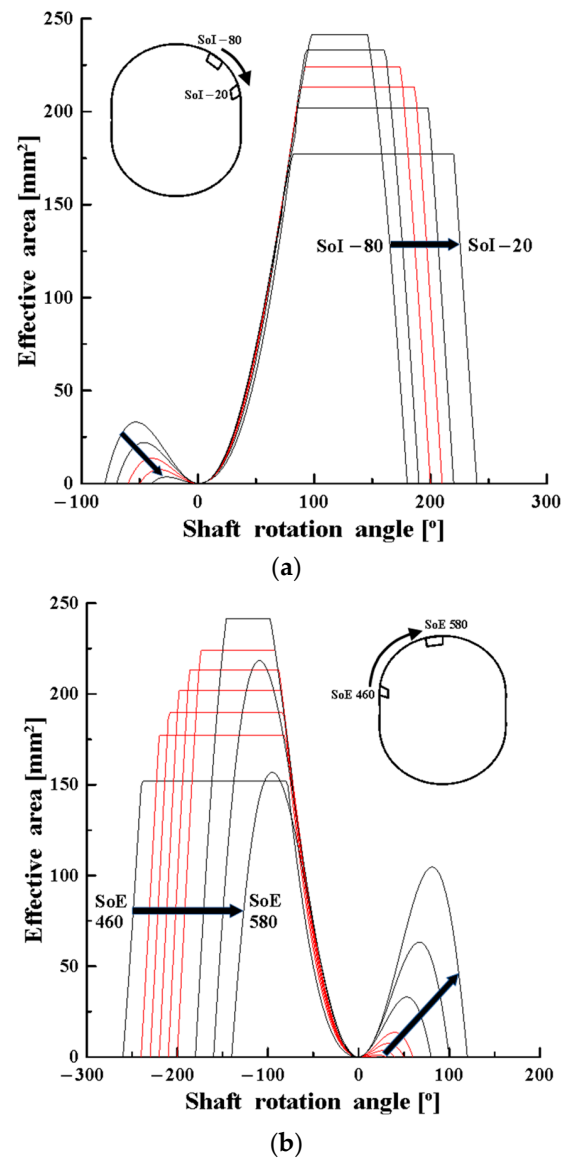 250
SoI−80
200
SoI−20
150
SoI−80
SoI−20
100
50
0
−100
0
100
200
300
Effective area [mm²]
Shaft rotation angle [º]
(a)
250
SoE 580
200
SoE 460
150
100
SoE
460
SoE
580
50
0
−300
−200
−100
0
100
200
Effective area [mm²]
Shaft rotation angle [º]
(b)